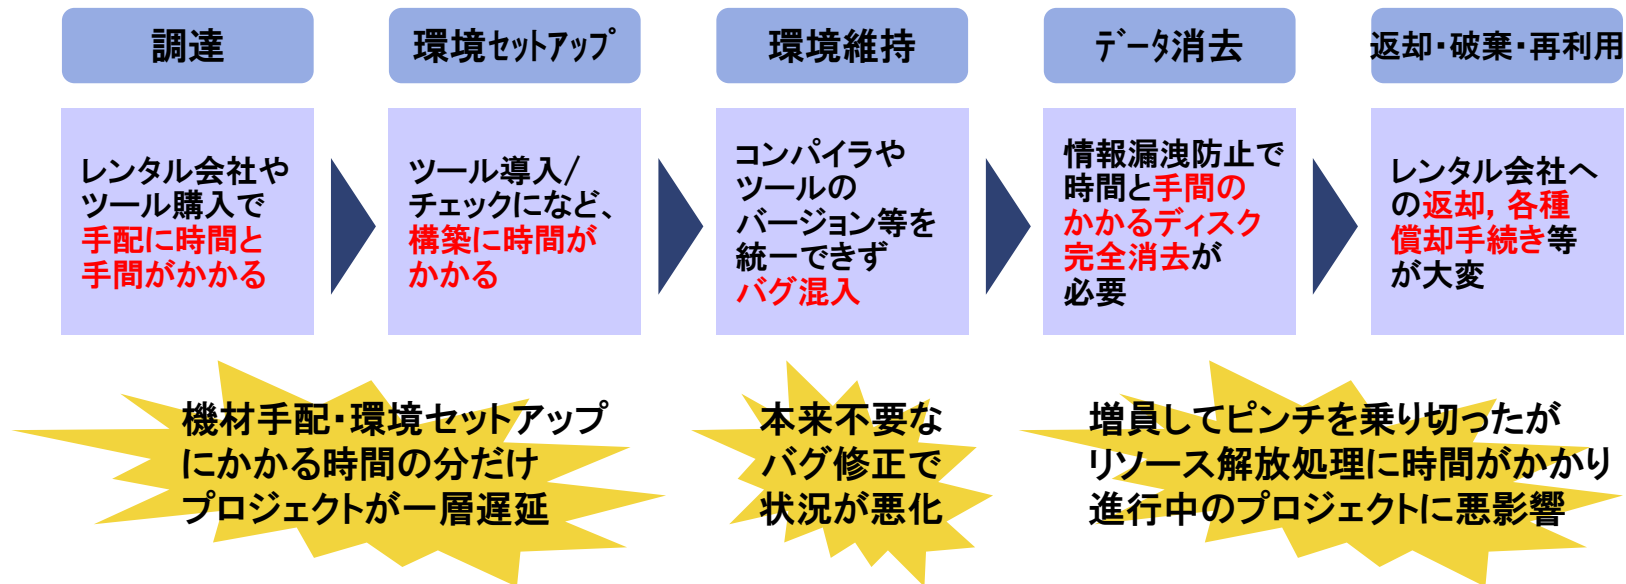 調達
環境ｾｯﾄｱｯﾌﾟ
環境維持
ﾃﾞｰﾀ消去
返却・破棄・再利用
レンタル会社や
ツール購入で
手配に時間と
手間がかかる
ツール導入/
チェックになど、
構築に時間が
かかる
コンパイラや
ツールの
バージョン等を
統一できず
バグ混入
情報漏洩防止で
時間と手間の
かかるディスク
完全消去が
必要
レンタル会社へ
の返却，各種
償却手続き等
が大変
機材手配・環境セットアップ
にかかる時間の分だけ
プロジェクトが一層遅延
本来不要な
バグ修正で
状況が悪化
増員してピンチを乗り切ったが
リソース解放処理に時間がかかり
進行中のプロジェクトに悪影響